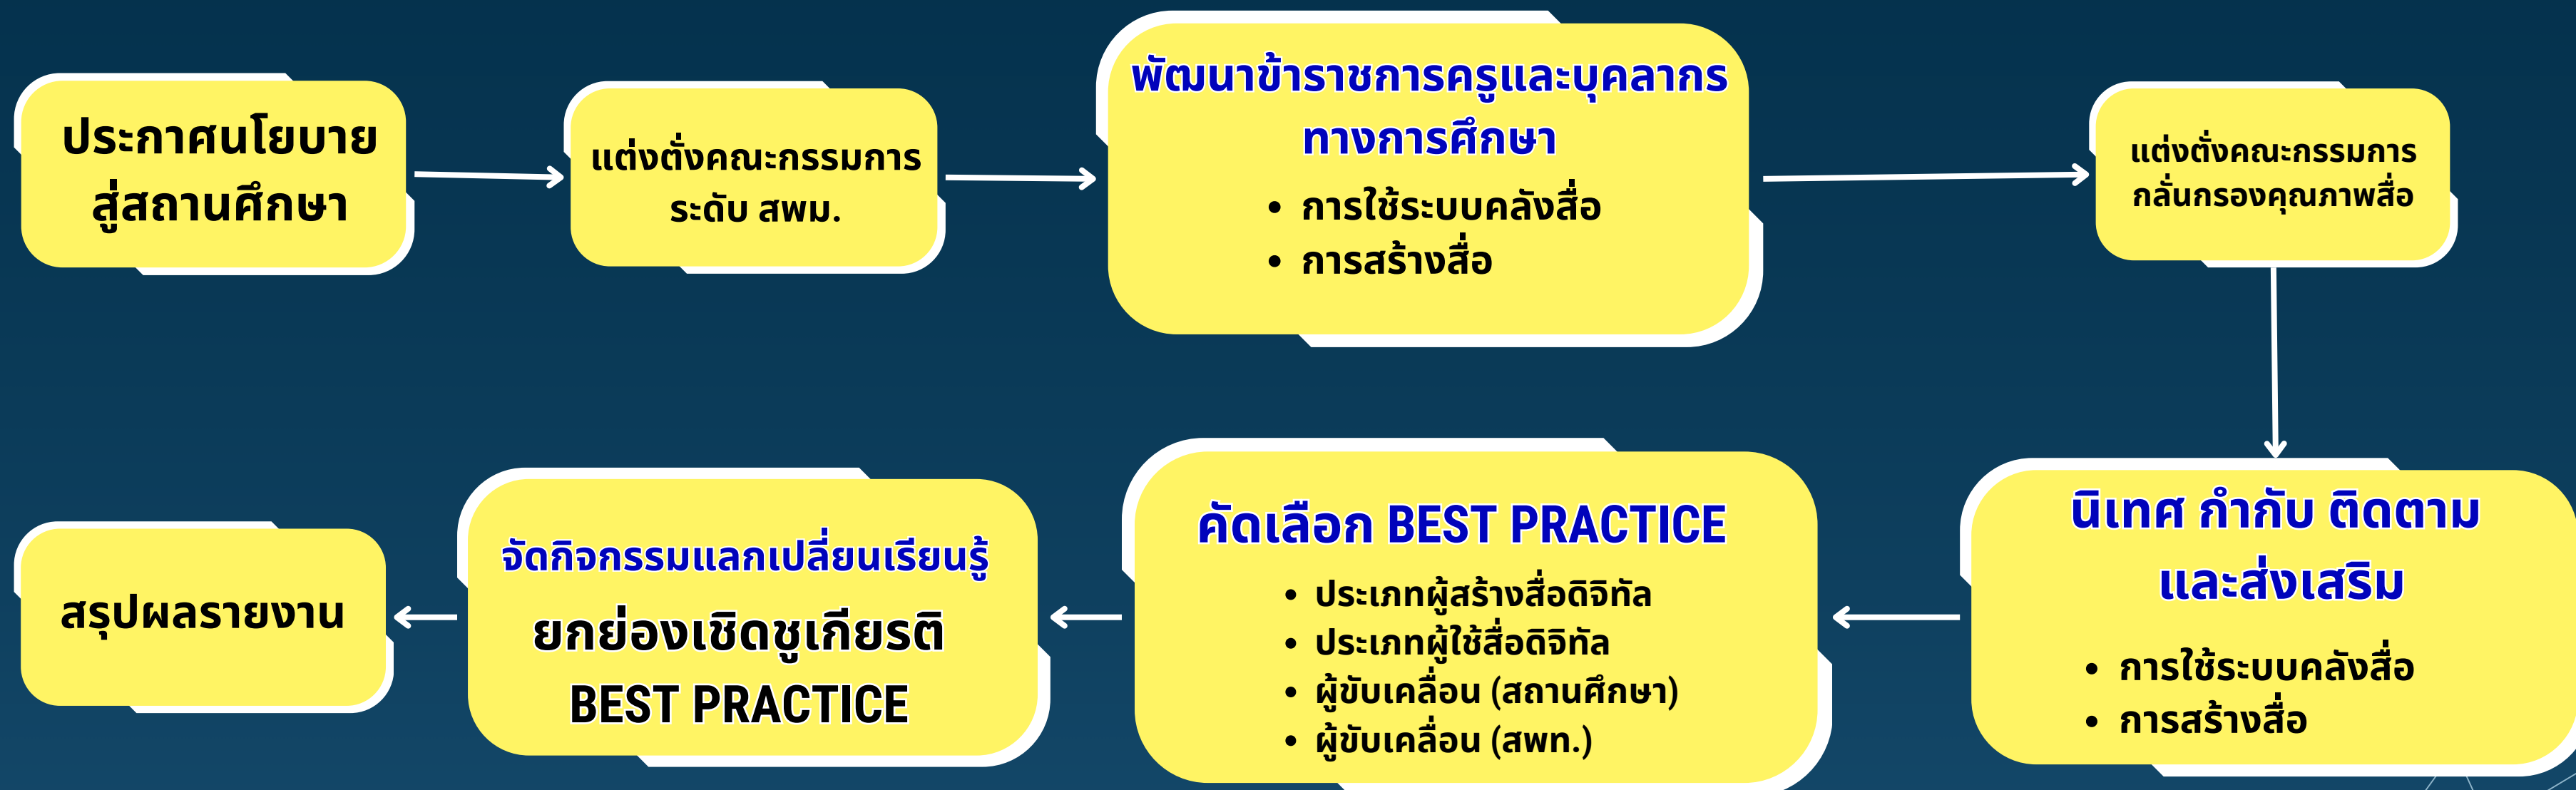 ประกาศนโยบาย
สู่สถานศึกษา
แต่งตั่งคณะกรรมการ
ระดับ สพม.
พัฒนาข้าราชการครูและบุคลากร
ทางการศึกษา
• การใช้ระบบคลังสื่อ
• การสร้างสื่อ
แต่งตั่งคณะกรรมการ
กลั่นกรองคุณภาพสื่อ
นิเทศ กำกับ ติดตาม
และส่งเสริม
• การใช้ระบบคลังสื่อ
• การสร้างสื่อ
คัดเลือก BEST PRACTICE
• ประเภทผู้สร้างสื่อดิจิทัล
• ประเภทผู้ใช้สื่อดิจิทัล
• ผู้ขับเคลื่อน (สถานศึกษา)
• ผู้ขับเคลื่อน (สพท.)
จัดกิจกรรมแลกเปลี่ยนเรียนรู้
ยกย่องเชิดชูเกียรติ
BEST PRACTICE
สรุปผลรายงาน